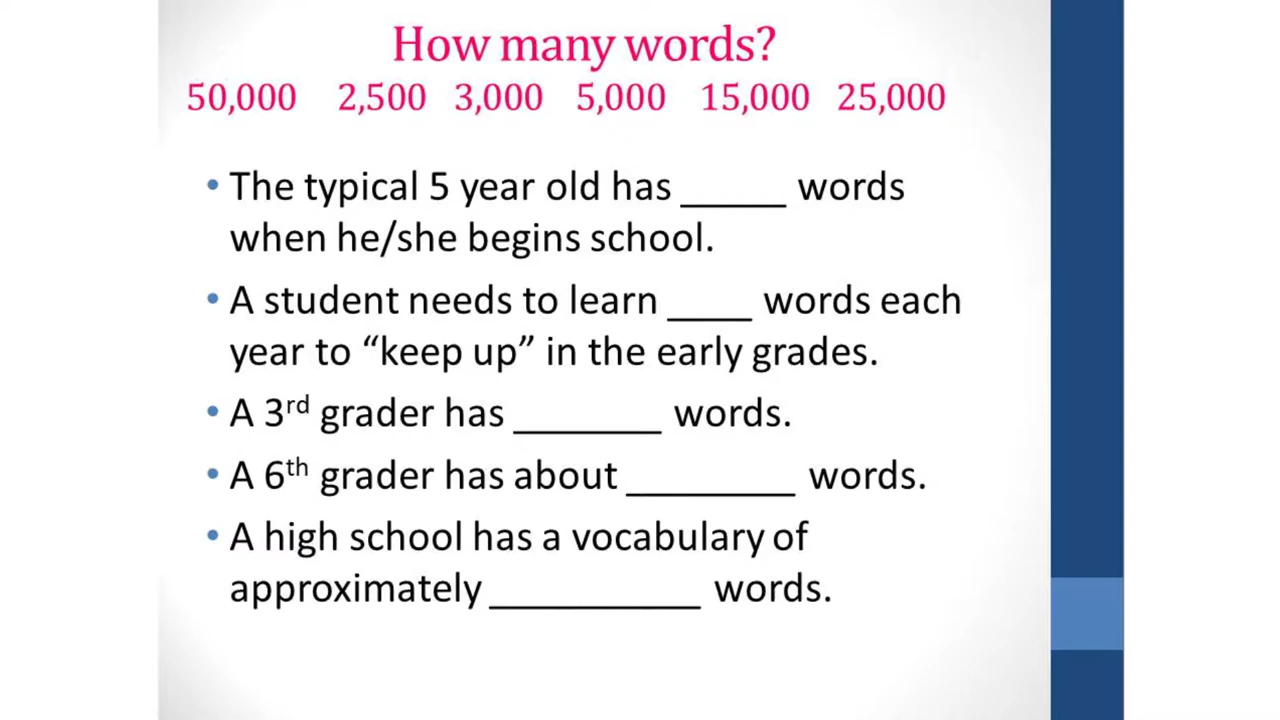 How many words?
50,000 2,500 3,000 5,000 15,000 25,000
• The typical 5 year old has _____ words
when he/she begins school.
• A student needs to learn ____ words each
year to “keep up” in the early grades.
• A 3rd grader has _______ words.
• A 6th grader has about ________ words.
• A high school has a vocabulary of
approximately __________ words.